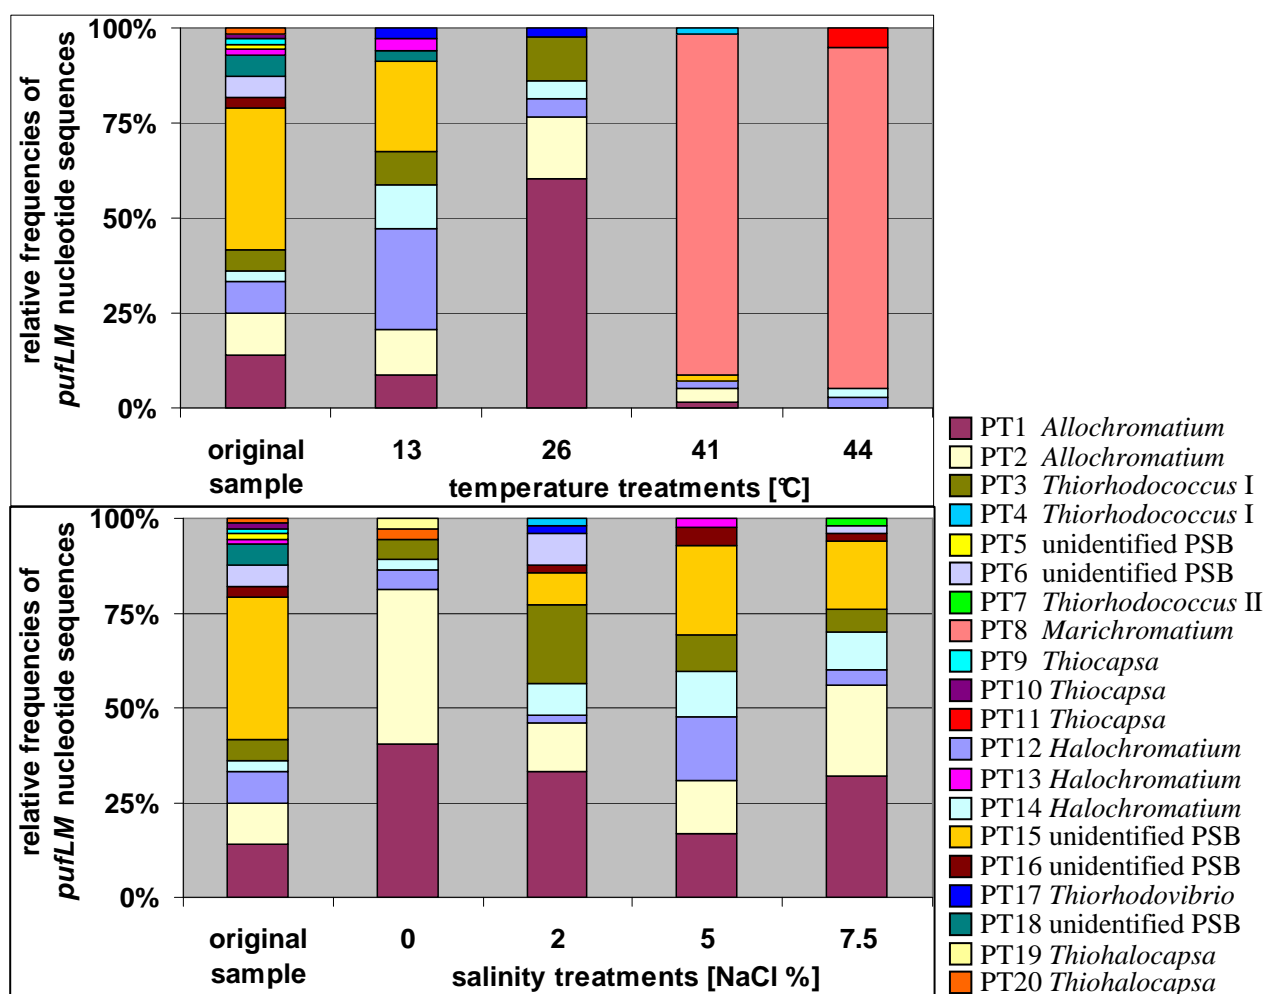 relative frequencies of
pufLM nucleotide sequences
100%
75%
50%
25%
0%
original
sample
13
26
41
44
temperature treatments [°C]
relative frequencies of
pufLM nucleotide sequences
100%
75%
50%
25%
0%
original
sample
0
2
5
7.5
salinity treatments [NaCl %]
PT1 Allochromatium
PT2 Allochromatium
PT3 Thiorhodococcus I
PT4 Thiorhodococcus I
PT5 unidentified PSB
PT6 unidentified PSB
PT7 Thiorhodococcus II
PT8 Marichromatium
PT9 Thiocapsa
PT10 Thiocapsa
PT11 Thiocapsa
PT12 Halochromatium
PT13 Halochromatium
PT14 Halochromatium
PT15 unidentified PSB
PT16 unidentified PSB
PT17 Thiorhodovibrio
PT18 unidentified PSB
PT19 Thiohalocapsa
PT20 Thiohalocapsa